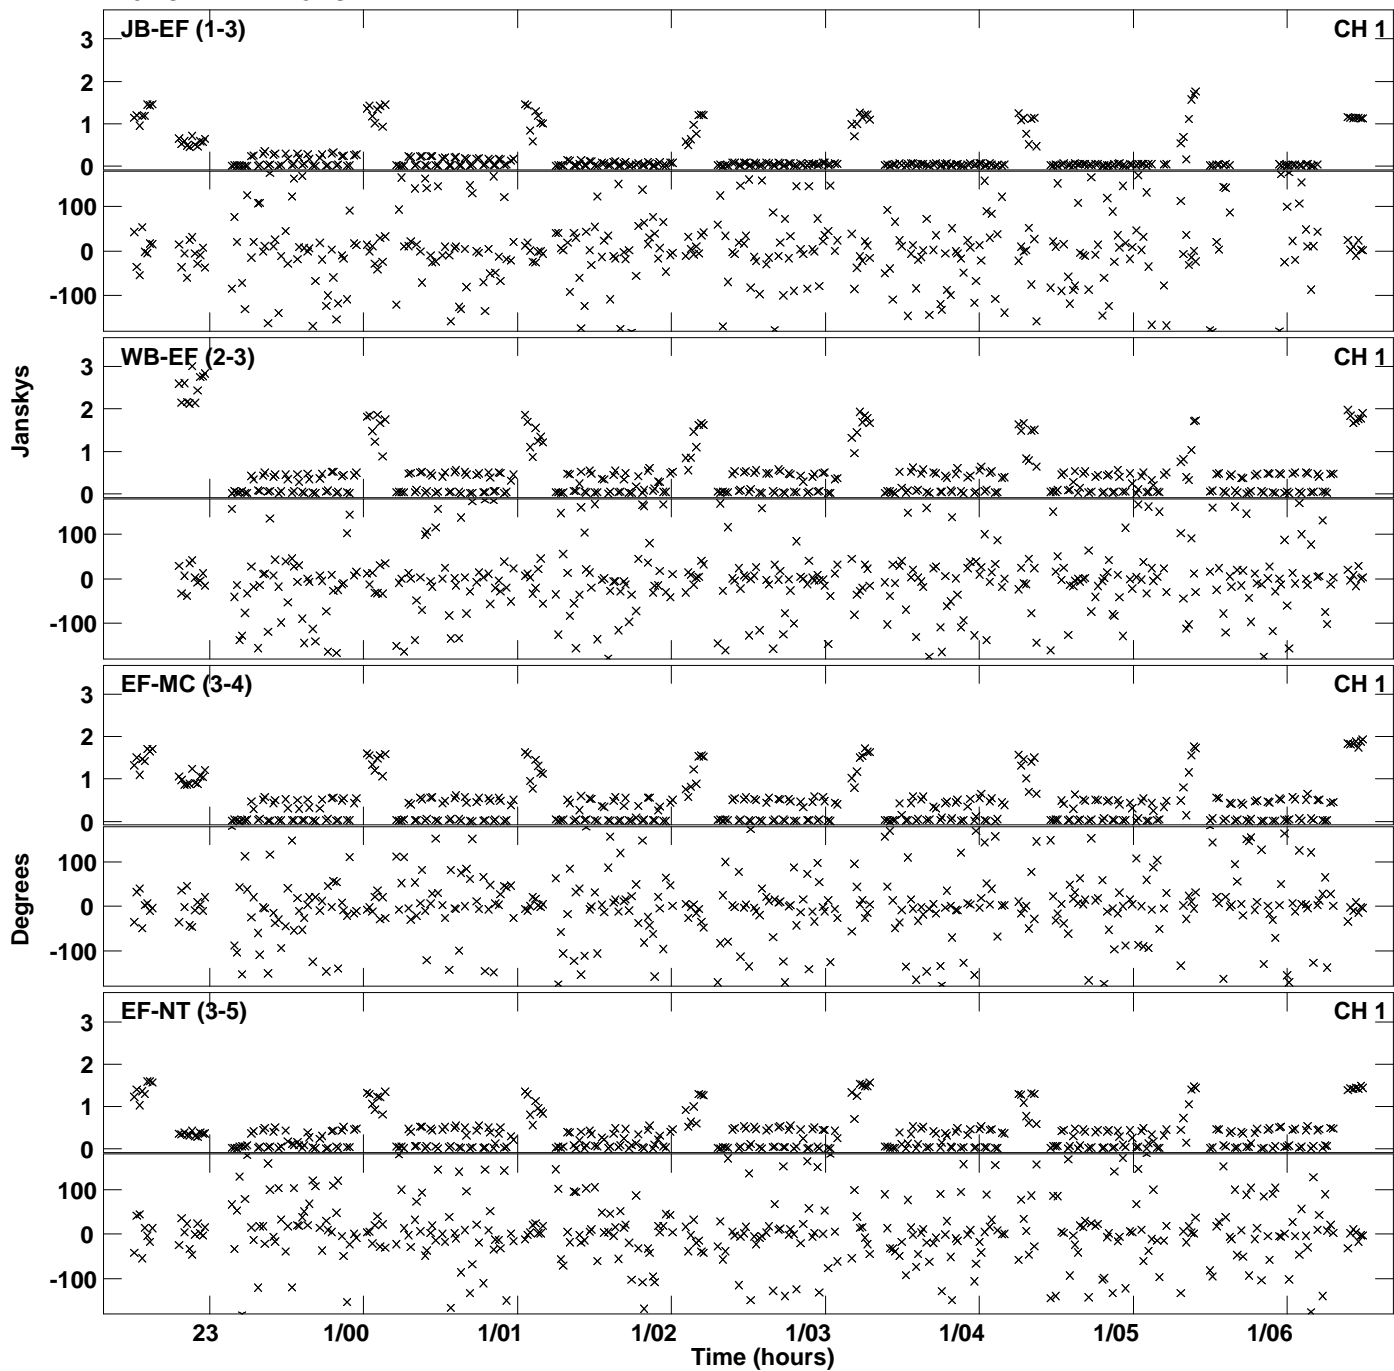 JB-EF (1-3)
CH 1
3
2
1
0
100
0
-100
WB-EF (2-3)
CH 1
3
2
1
0
100
0
-100
Janskys
EF-MC (3-4)
CH 1
3
2
1
0
100
0
-100
Degrees
EF-NT (3-5)
CH 1
3
2
1
0
100
0
-100
23 1/00 1/01 1/02 1/03 1/04 1/05 1/06
Time (hours)